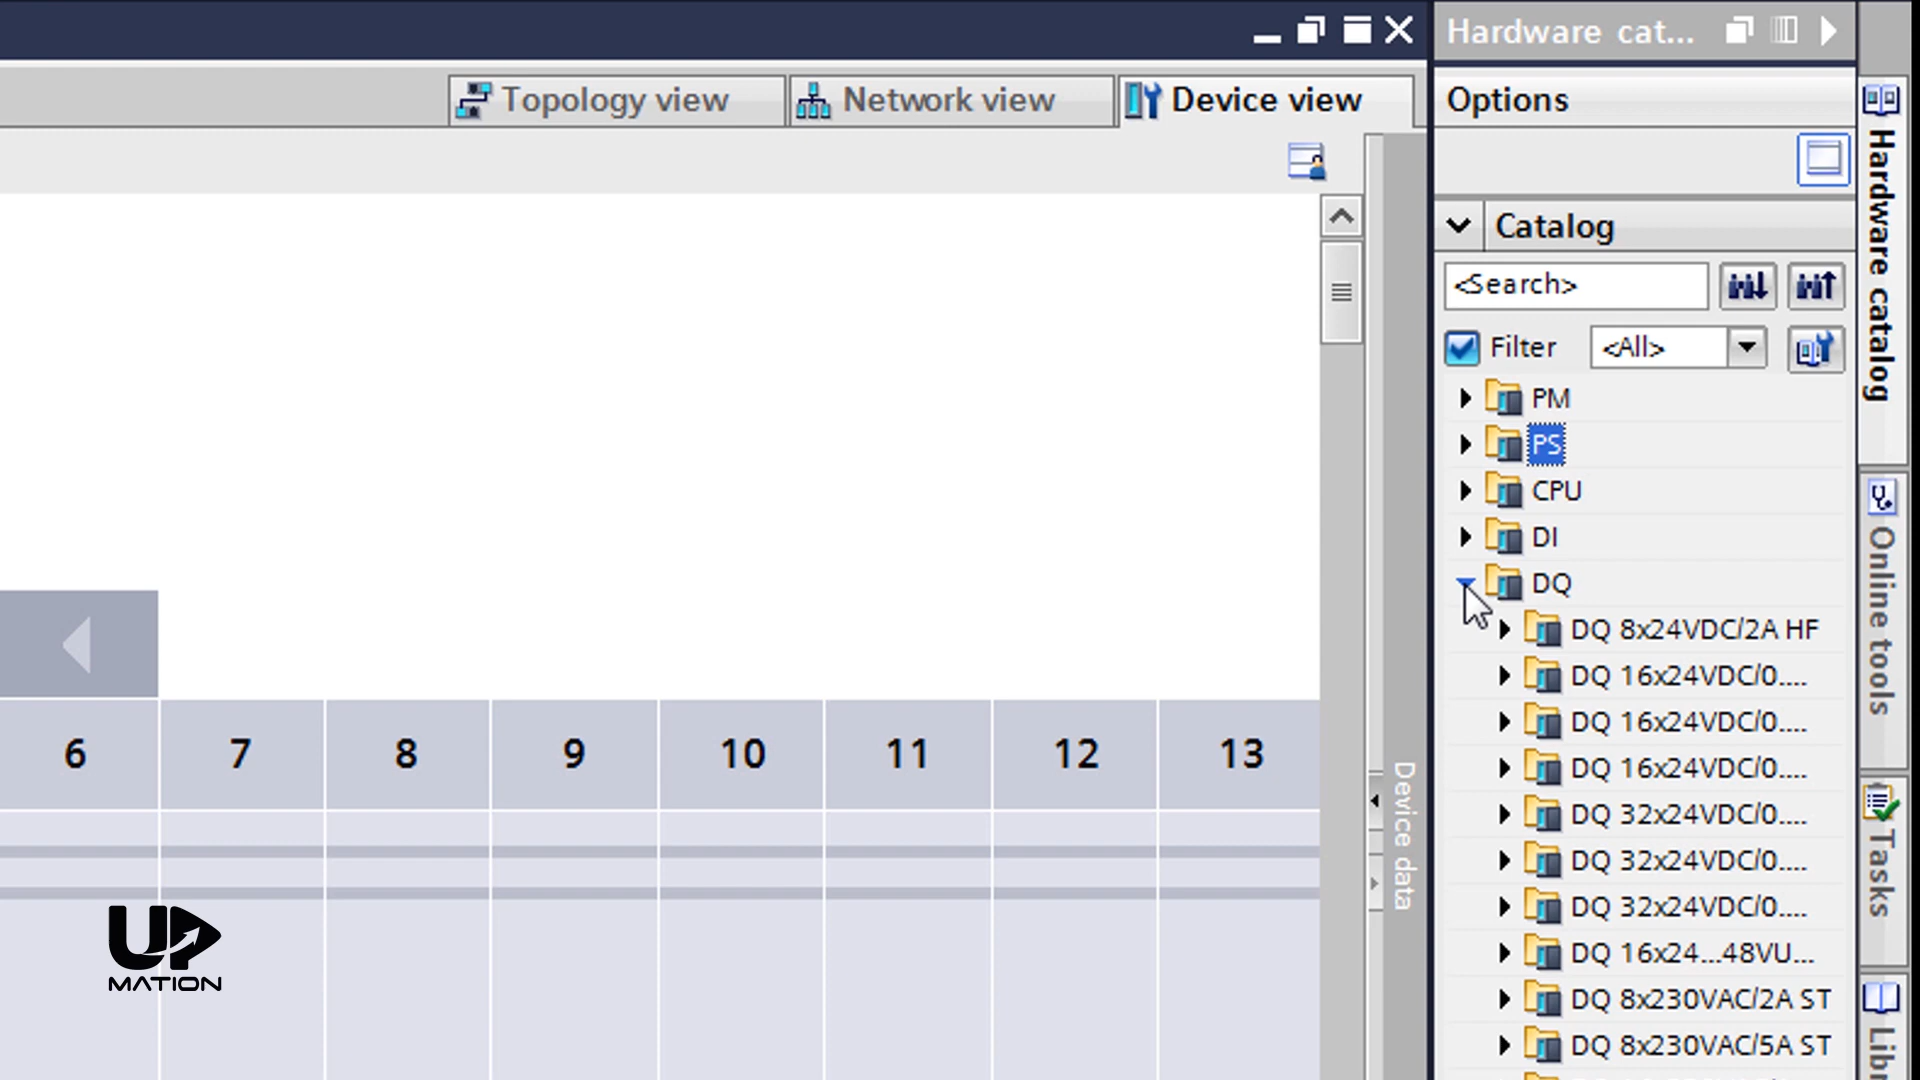 Hardware cat...
Topology view
Network view
Device view
Options
Catalog
<Search>
Filter
<All>
PM
PS
CPU
DI
DQ
DQ 8x24VDC/2A HF
DQ 16x24VDC/0....
DQ 16x24VDC/0....
DQ 16x24VDC/0....
DQ 32x24VDC/0....
DQ 32x24VDC/0....
DQ 32x24VDC/0....
DQ 16x24...48VU...
DQ 8x230VAC/2A ST
DQ 8x230VAC/5A ST
6 7 8 9 10 11 12 13
Device data
UP
MATION
Hardware catalog
Online tools
Tasks
Libr